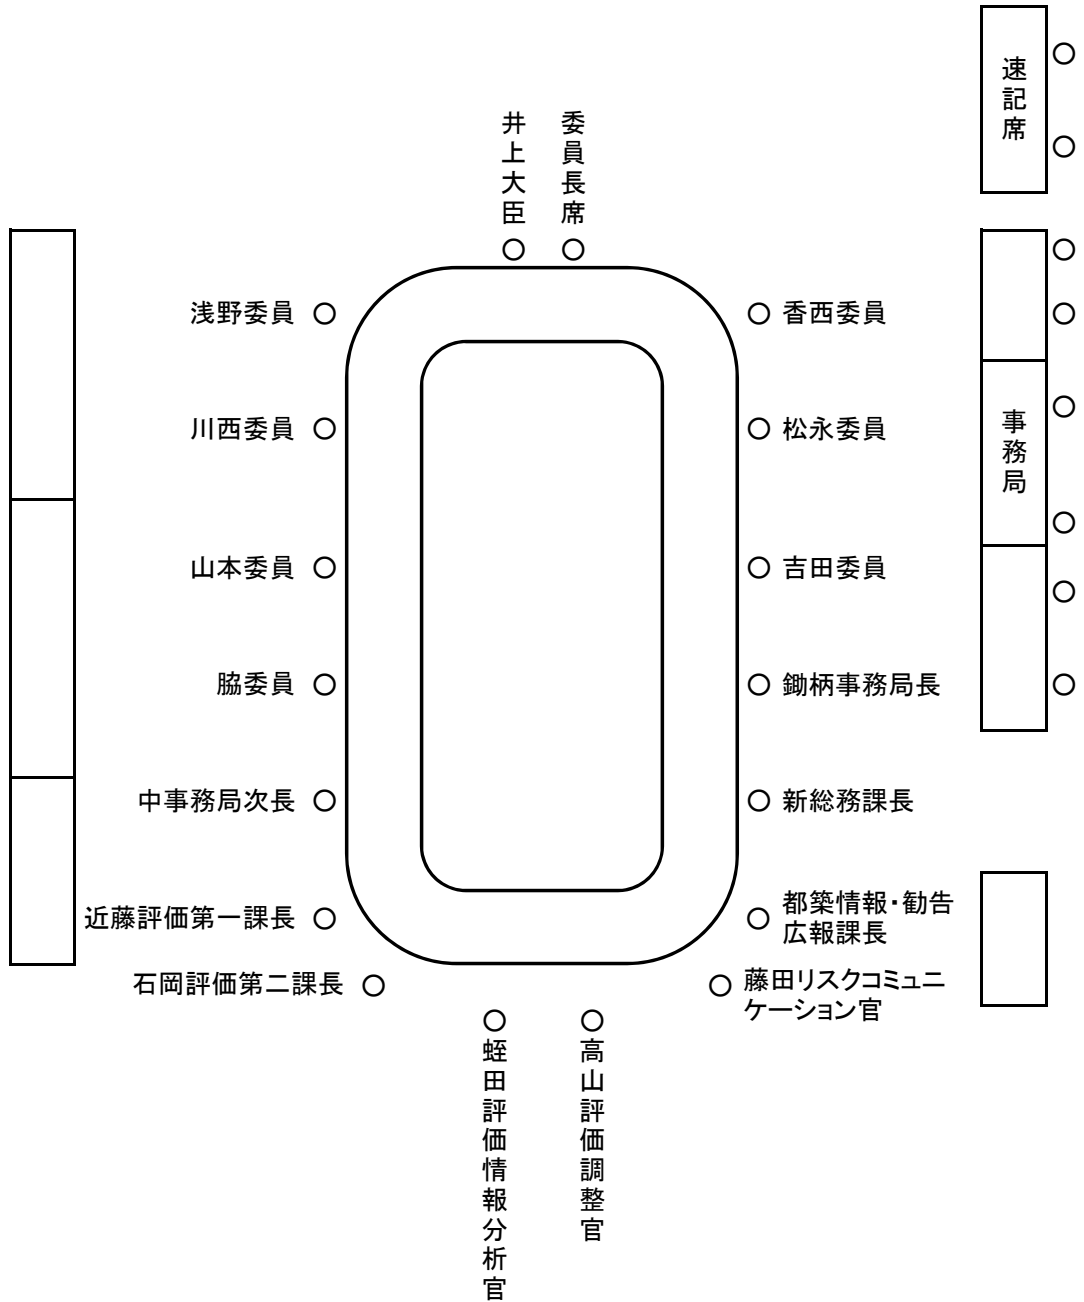 速記席
井上大臣
委員長席
浅野委員
香西委員
川西委員
松永委員
事務局
山本委員
吉田委員
脇委員
鋤柄事務局長
中事務局次長
新総務課長
近藤評価第一課長
都築情報・勧告
広報課長
石岡評価第二課長
藤田リスクコミュニ
ケーション官
蛭田評価情報分析官
高山評価調整官